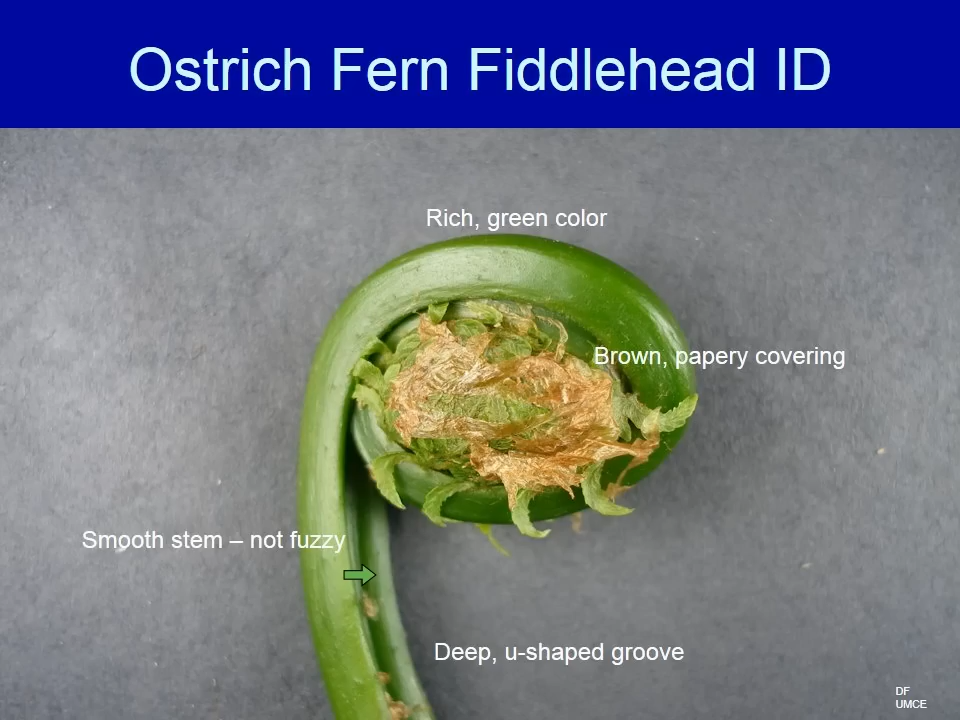 Ostrich Fern Fiddlehead ID
Rich, green color
Brown, papery covering
Smooth stem – not fuzzy
Deep, u-shaped groove
DF
UMCE